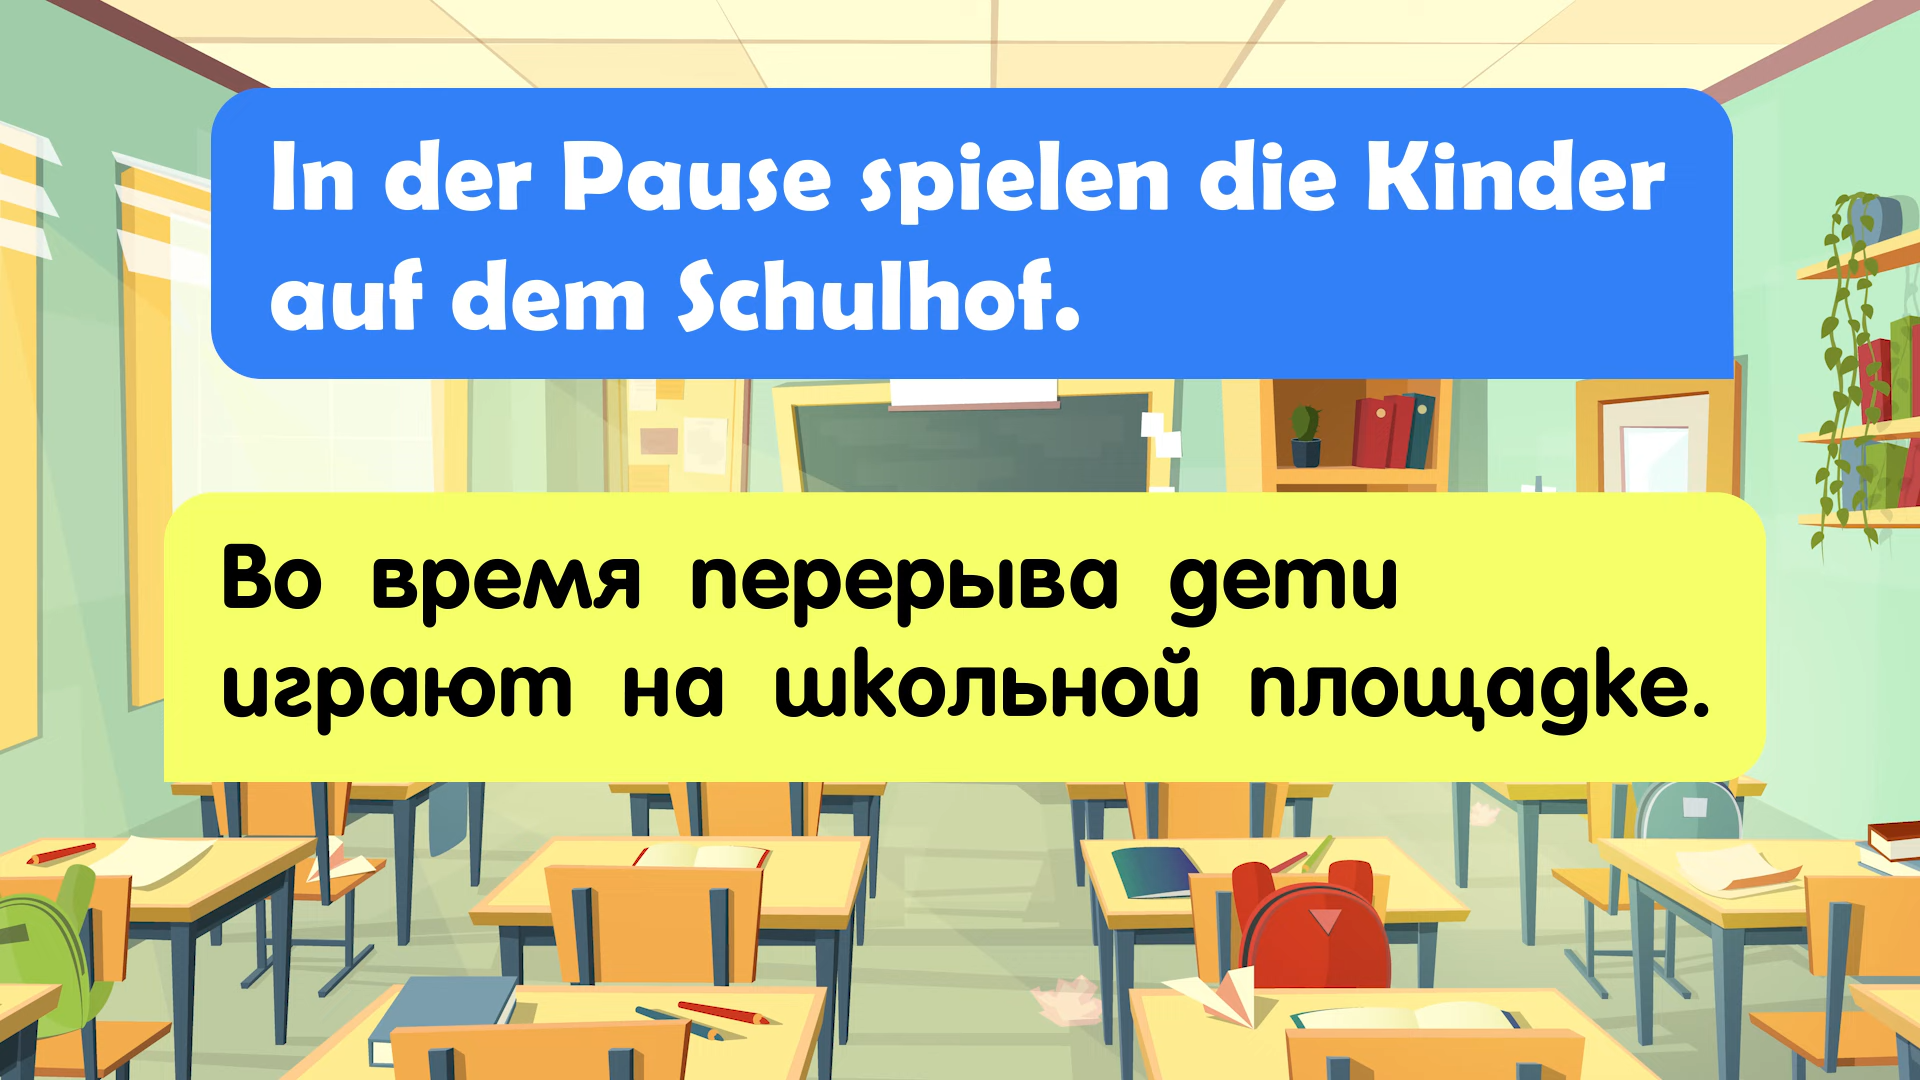 In der Pause spielen die Kinder
auf dem Schulhof.
Во время перерыва дети
играют на школьной площадке.